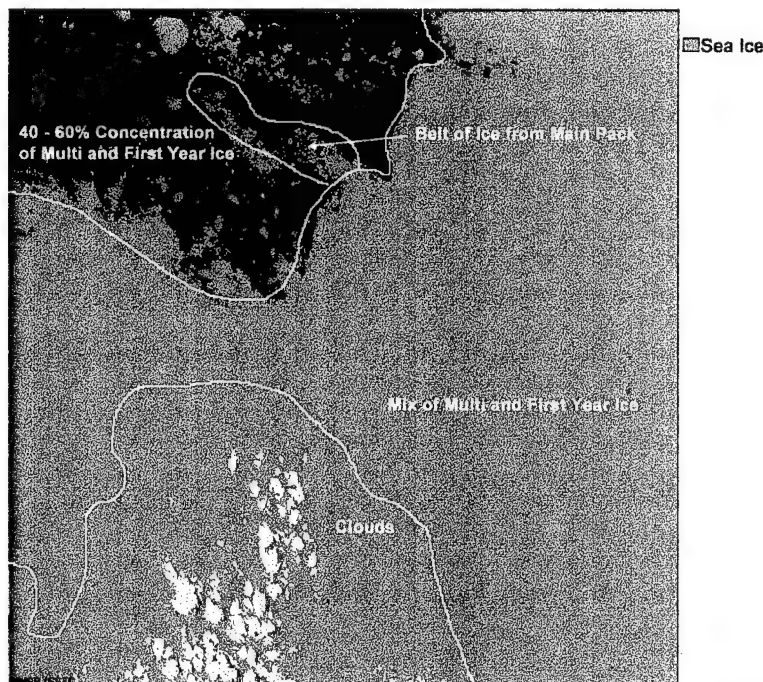 Sea Ice
40 - 60% Concentration
of Multi and First Year Ice
Belt of Ice from Main Pack
Mix of Multi and First Year Ice
Clouds